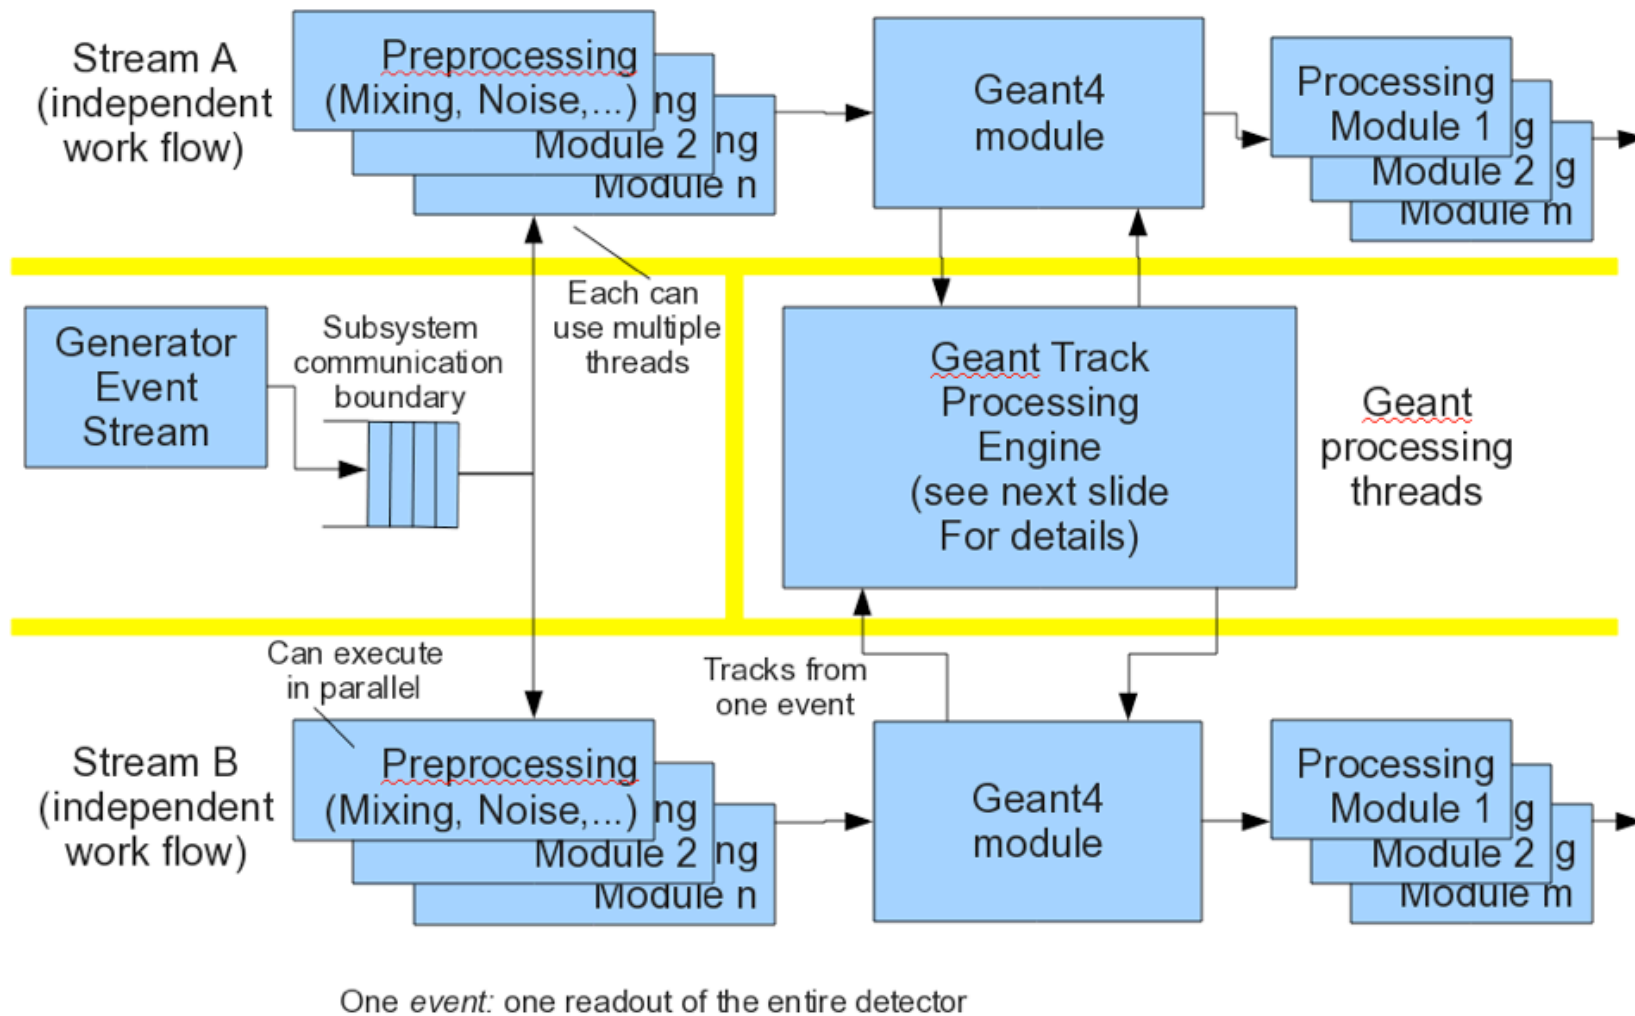 Stream A
(independent
work flow)
Preprocessing
(Mixing, Noise,...)
ng
Module 2
ng
Module n
Geant4
module
Processing
Module 1
g
Module 2
g
Module m
Each can
use multiple
threads
Generator
Event
Stream
Subsystem
communication
boundary
Geant Track
Processing
Engine
(see next slide
For details)
Geant
processing
threads
Can execute
in parallel
Tracks from
one event
Stream B
(independent
work flow)
Preprocessing
(Mixing, Noise,...)
ng
Module 2
ng
Module n
Geant4
module
Processing
Module 1
g
Module 2
g
Module m
One event: one readout of the entire detector